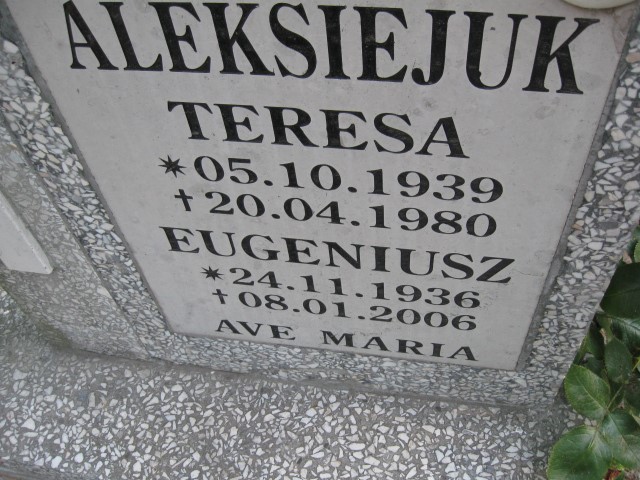 ALEKSIEJUK
TERESA
*05.10.1939
†20.04.1980
EUGENIUSZ
*24.11.1936
†08.01.2006
AVE MARIA